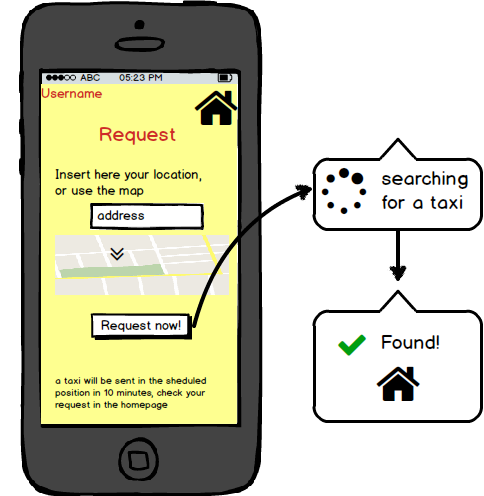 ABC 05:23 PM
Username
Request
Insert here your location,
or use the map
address
Request now!
a taxi will be sent in the sheduled
position in 10 minutes, check your
request in the homepage
searching
for a taxi
Found!